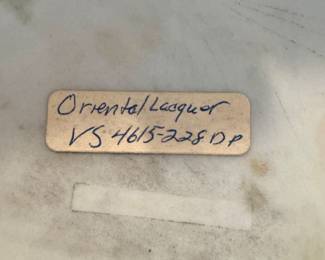 Oriental Lacquer
VS 4615-228 DP